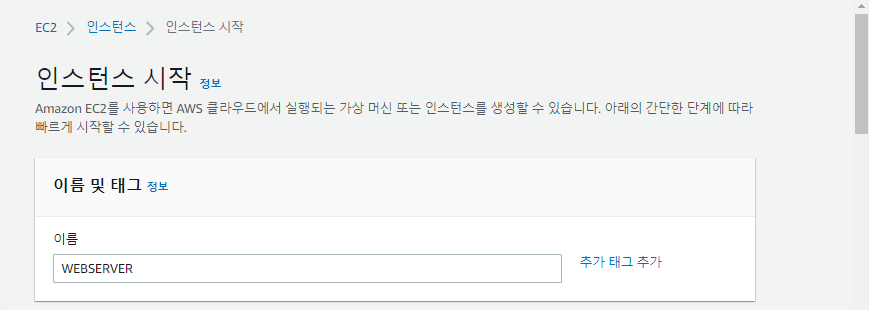 EC2 > 인스턴스 > 인스턴스 시작
인스턴스 시작 정보
Amazon EC2를 사용하면 AWS 클라우드에서 실행되는 가상 머신 또는 인스턴스를 생성할 수 있습니다. 아래의 간단한 단계에 따라
빠르게 시작할 수 있습니다.
이름 및 태그 정보
이름
WEBSERVER 추가 태그 추가